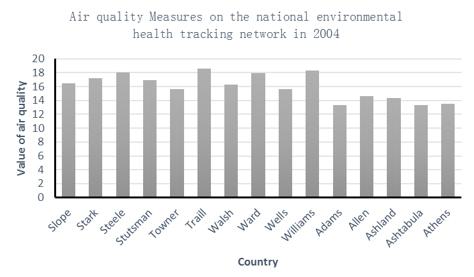 Air quality Measures on the national environmental
health tracking network in 2004
Value of air quality
20
18
16
14
12
10
8
6
4
2
0
Slope
Stark
Steele
Stutsman
Towner
Traill
Walsh
Ward
Wells
Williams
Adams
Allen
Ashland
Ashtabula
Athens
Country